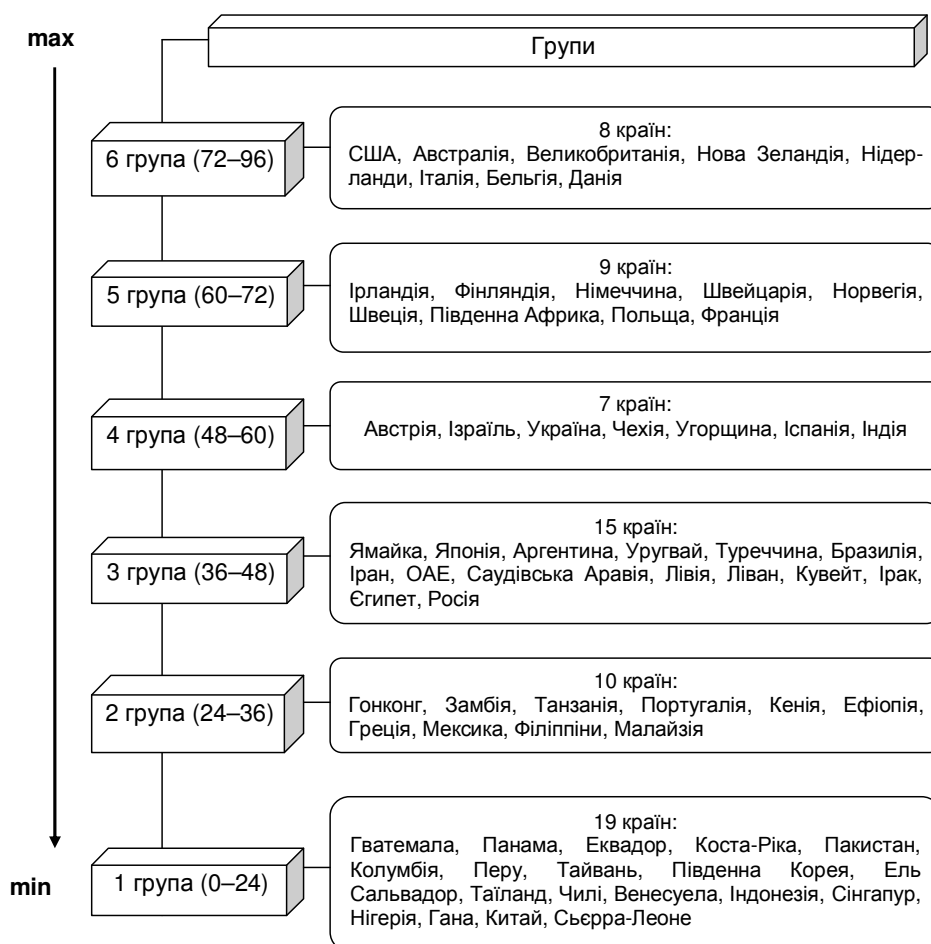 max
Групи
6 група (72–96)
8 країн:
США, Австралія, Великобританія, Нова Зеландія, Нідер-
ланди, Італія, Бельгія, Данія
5 група (60–72)
9 країн:
Ірландія, Фінляндія, Німеччина, Швейцарія, Норвегія,
Швеція, Південна Африка, Польща, Франція
4 група (48–60)
7 країн:
Австрія, Ізраїль, Україна, Чехія, Угорщина, Іспанія, Індія
3 група (36–48)
15 країн:
Ямайка, Японія, Аргентина, Уругвай, Туреччина, Бразилія,
Іран, ОАЕ, Саудівська Аравія, Лівія, Ліван, Кувейт, Ірак,
Єгипет, Росія
2 група (24–36)
10 країн:
Гонконг, Замбія, Танзанія, Португалія, Кенія, Ефіопія,
Греція, Мексика, Філіппіни, Малайзія
min
1 група (0–24)
19 країн:
Гватемала, Панама, Еквадор, Коста-Ріка, Пакистан,
Колумбія, Перу, Тайвань, Південна Корея, Ель
Сальвадор, Таїланд, Чилі, Венесуела, Індонезія, Сінгапур,
Нігерія, Гана, Китай, Сьєрра-Леоне